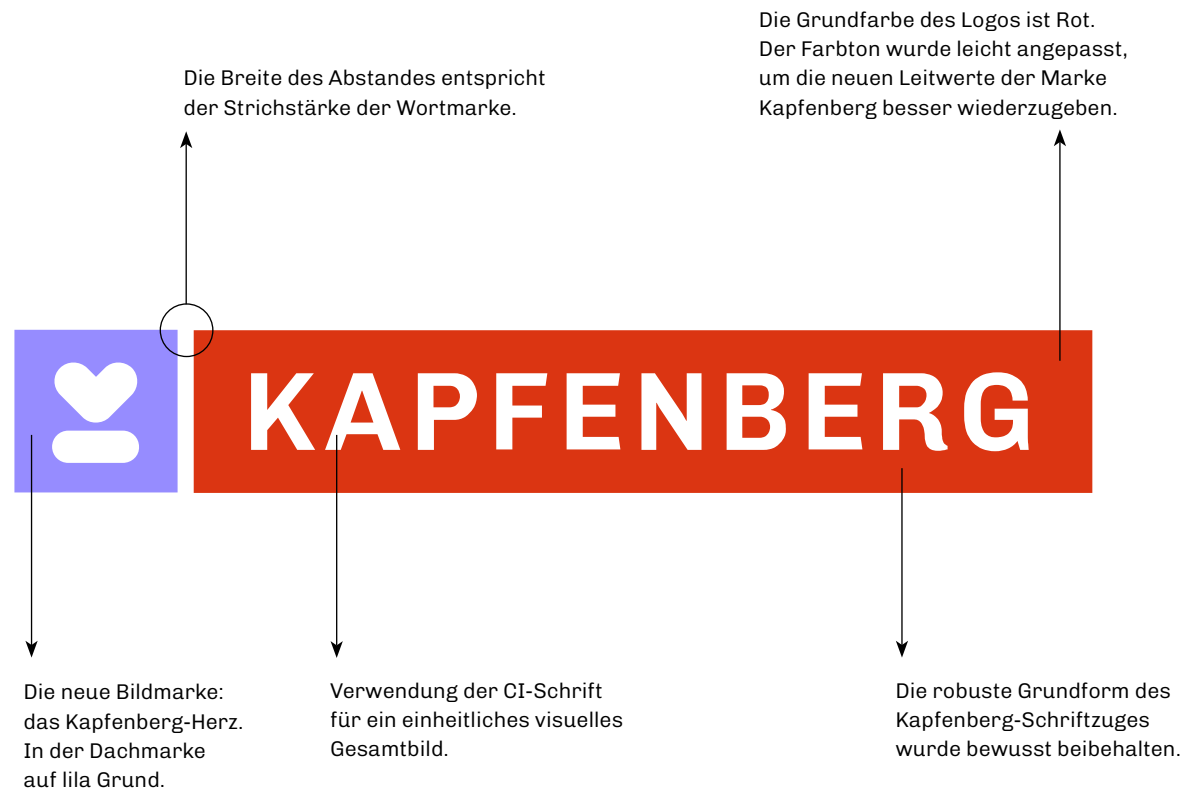 Die Grundfarbe des Logos ist Rot.
Der Farbton wurde leicht angepasst,
um die neuen Leitwerte der Marke
Kapfenberg besser wiederzugeben.
Die Breite des Abstandes entspricht
der Strichstärke der Wortmarke.
KAPFENBERG
Die neue Bildmarke:
das Kapfenberg-Herz.
In der Dachmarke
auf lila Grund.
Verwendung der CI-Schrift
für ein einheitliches visuelles
Gesamtbild.
Die robuste Grundform des
Kapfenberg-Schriftzuges
wurde bewusst beibehalten.